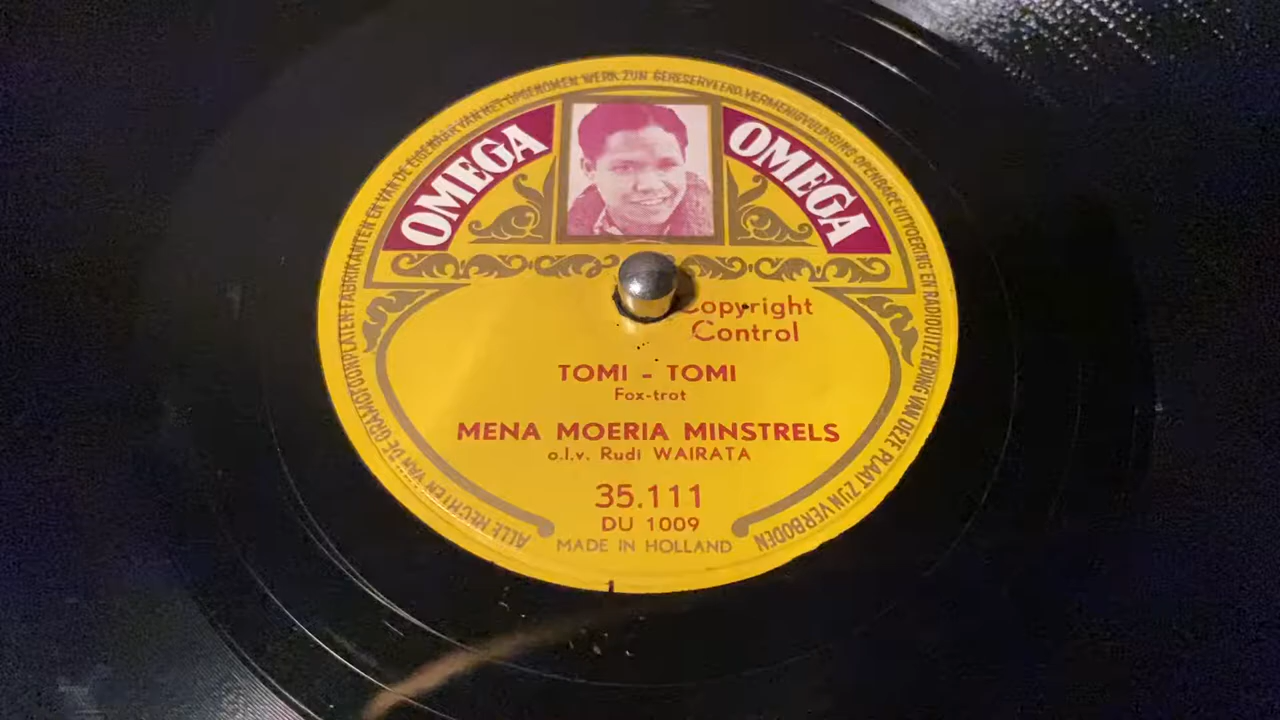 ALLE RECHTEN VAN DE GRAMOFOONPLATEN-FABRIKANTEN EN VAN DE EIGENAAR VAN HET OPGENOMEN WERK ZIJN GERESERVEERD. VERMENIGVULDIGING OPENBARE UITVOERING EN RADIOUITZENDING VAN DEZE PLAAT ZIJN VERBODEN
OMEGA OMEGA
Copyright
Control
TOMI - TOMI
Fox-trot
MENA MOERIA MINSTRELS
o.l.v. Rudi WAIRATA
35.111
DU 1009
MADE IN HOLLAND